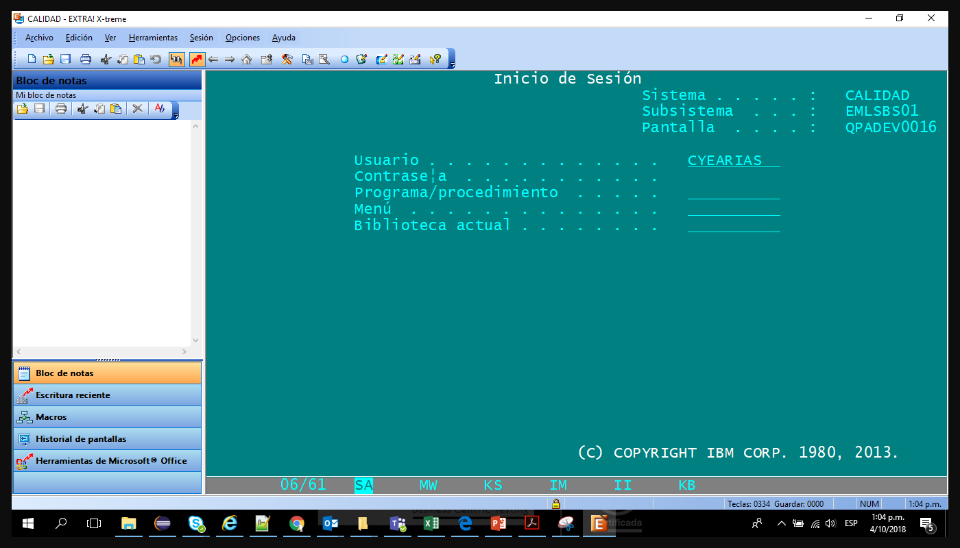 CALIDAD - EXTRA! X-treme
Archivo Edición Ver Herramientas Sesión Opciones Ayuda
Bloc de notas
Mi bloc de notas
Inicio de Sesión
Sistema . . . . . : CALIDAD
Subsistema . . . : EMLSBS01
Pantalla . . . . : QPADEV0016
Usuario . . . . . . . . . . . . . CYEARIAS
Contrase¦a . . . . . . . . . . .
Programa/procedimiento . . . . .
Menú . . . . . . . . . . . . . .
Biblioteca actual . . . . . . . .
Bloc de notas
Escritura reciente
Macros
Historial de pantallas
Herramientas de Microsoft® Office
(C) COPYRIGHT IBM CORP. 1980, 2013.
06/61 SA MW KS IM II KB
Teclas: 0334 Guardar: 0000 NUM 1:04 p.m.
ESP
1:04 p.m.
4/10/2018
5